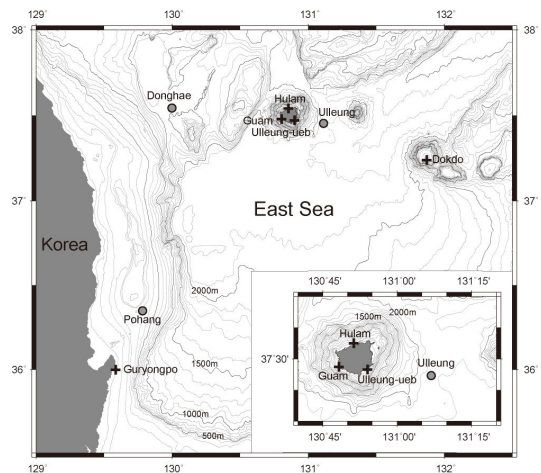 129° 130° 131° 132°
38° 38°
Donghae
Hulam
Guam
Ulleung
Ulleung-ueb
Dokdo
37° 37°
East Sea
Korea
2000m
Pohang
1500m
36° Guryongpo
1000m
500m
130°45' 131°00' 131°15'
2000m
1500m
Hulam
37°30'
Ulleung
Guam
Ulleung-ueb
130°45' 131°00' 131°15'
36°
129° 130° 131° 132°